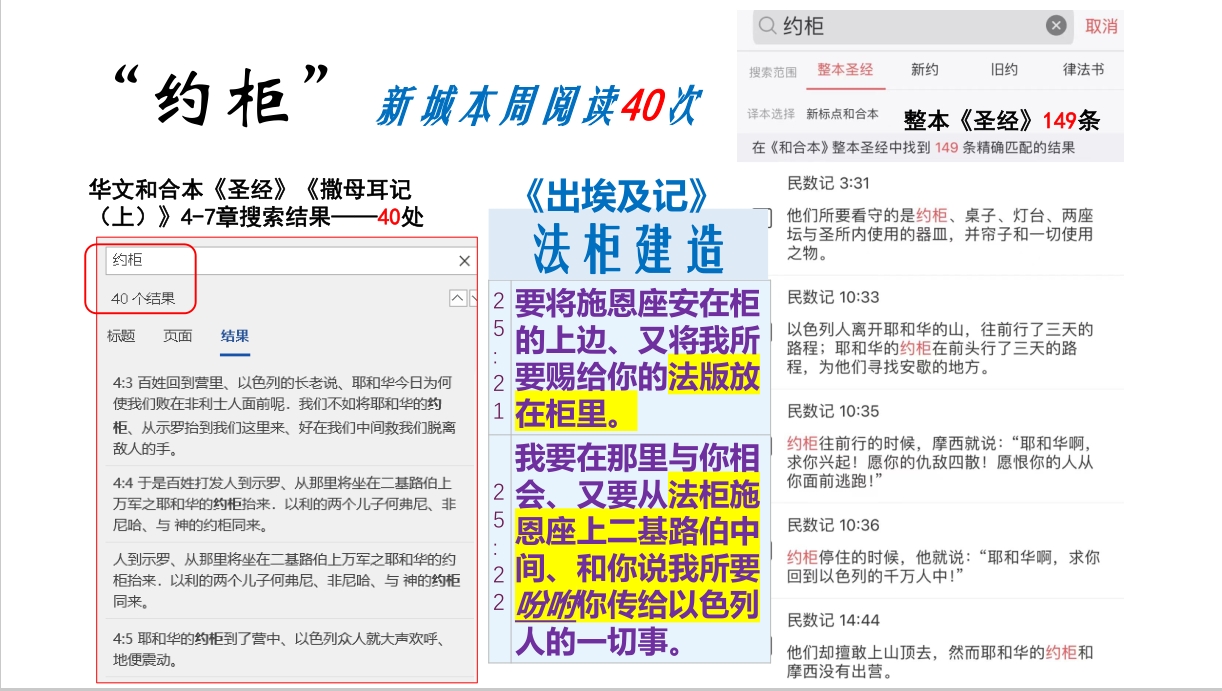 “约柜”
新城本周阅读40次
华文和合本《圣经》《撒母耳记
（上）》4-7章搜索结果——40处
约柜
40 个结果
标题 页面 结果
4:3 百姓回到营里、以色列的长老说、耶和华今日为何
使我们败在非利士人面前呢．我们不如将耶和华的约
柜、从示罗抬到我们这里来、好在我们中间救我们脱离
敌人的手。
4:4 于是百姓打发人到示罗、从那里将坐在二基路伯上
万军之耶和华的约柜抬来．以利的两个儿子何弗尼、非
尼哈、与 神的约柜同来。
人到示罗、从那里将坐在二基路伯上万军之耶和华的约
柜抬来．以利的两个儿子何弗尼、非尼哈、与 神的约柜
同来。
4:5 耶和华的约柜到了营中、以色列众人就大声欢呼、
地便震动。
《出埃及记》
法柜建造
25:21
要将施恩座安在柜
的上边、又将我所
要赐给你的法版放
在柜里。
25:22
我要在那里与你相
会、又要从法柜施
恩座上二基路伯中
间、和你说我所要
吩咐你传给以色列
人的一切事。
约柜 取消
搜索范围 整本圣经 新约 旧约 律法书
译本选择 新标点和合本 整本《圣经》149条
在《和合本》整本圣经中找到 149 条精确匹配的结果
民数记 3:31
他们所要看守的是约柜、桌子、灯台、两座
坛与圣所内使用的器皿，并帘子和一切使用
之物。
民数记 10:33
以色列人离开耶和华的山，往前行了三天的
路程；耶和华的约柜在前头行了三天的路
程，为他们寻找安歇的地方。
民数记 10:35
约柜往前行的时候，摩西就说：“耶和华啊，
求你兴起！愿你的仇敌四散！愿恨你的人从
你面前逃跑！”
民数记 10:36
约柜停住的时候，他就说：“耶和华啊，求你
回到以色列的千万人中！”
民数记 14:44
他们却擅敢上山顶去，然而耶和华的约柜和
摩西没有出营。